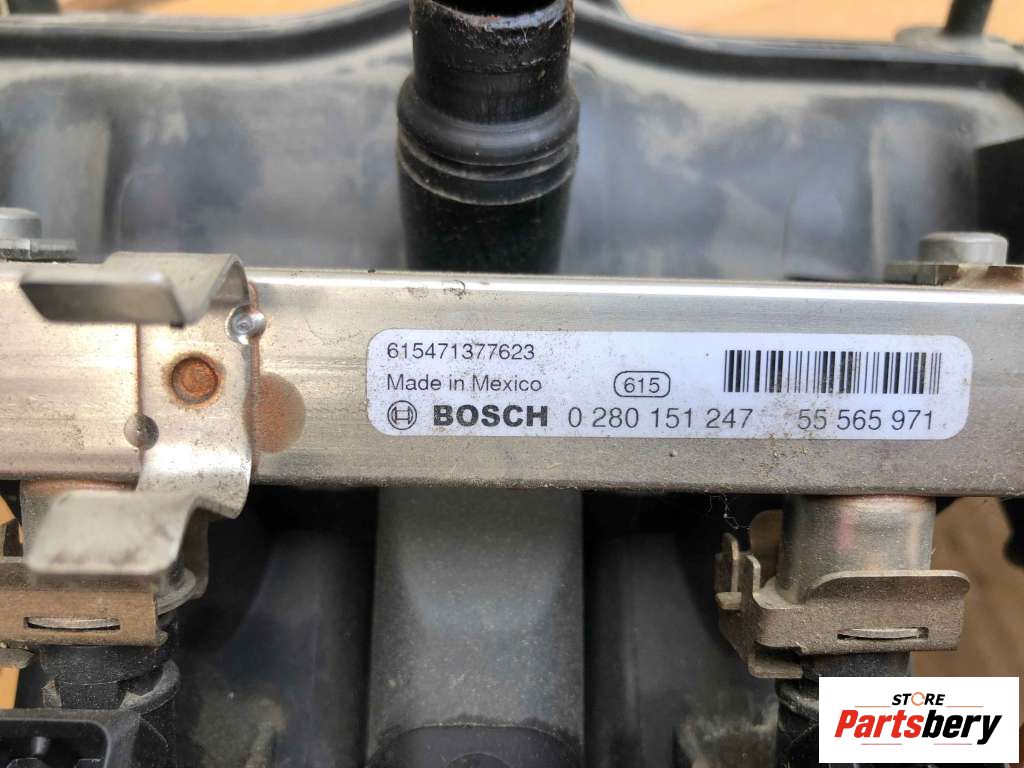 615471377623
Made in Mexico 615
BOSCH 0 280 151 247 55 565 971
STORE
Partsbery